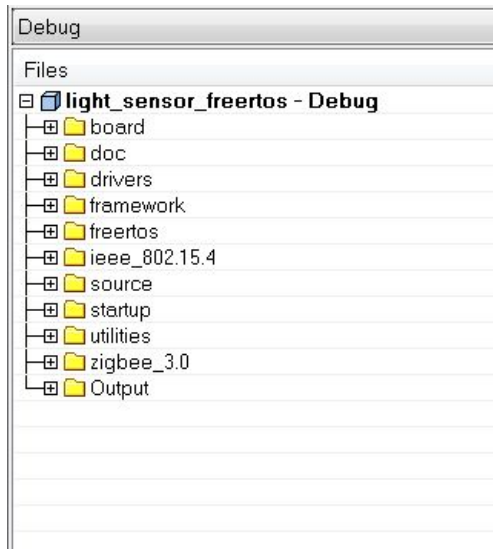 Debug
Files
light_sensor_freertos - Debug
board
doc
drivers
framework
freertos
ieee_802.15.4
source
startup
utilities
zigbee_3.0
Output